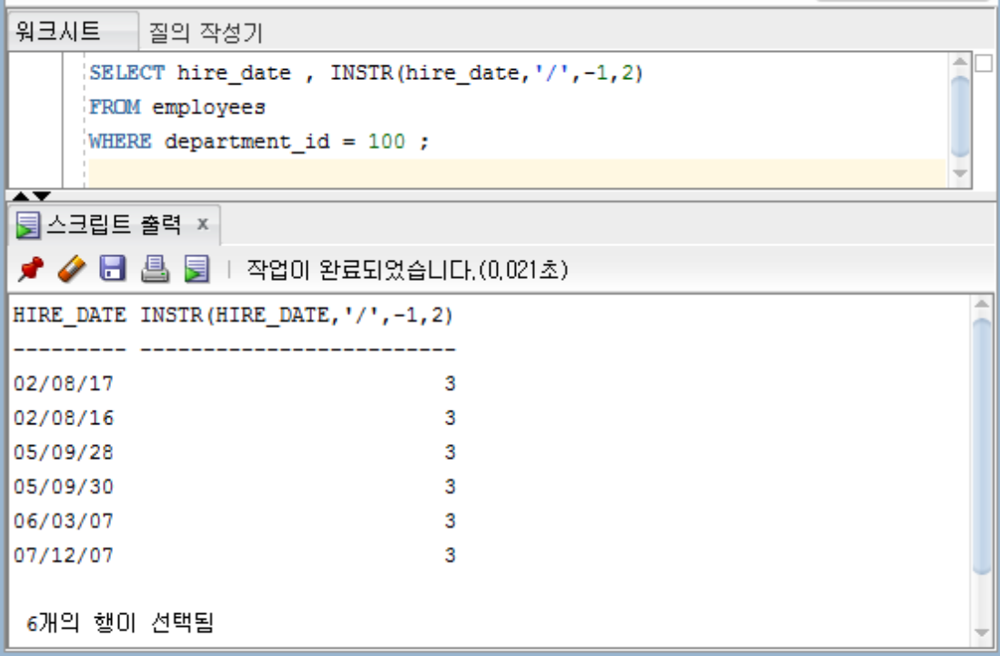 워크시트 질의 작성기
SELECT hire_date , INSTR(hire_date,'/',-1,2)
FROM employees
WHERE department_id = 100 ;
스크립트 출력 x
작업이 완료되었습니다.(0,021초)
HIRE_DATE INSTR(HIRE_DATE,'/',-1,2)
--------- -------------------------
02/08/17 3
02/08/16 3
05/09/28 3
05/09/30 3
06/03/07 3
07/12/07 3
6개의 행이 선택됨